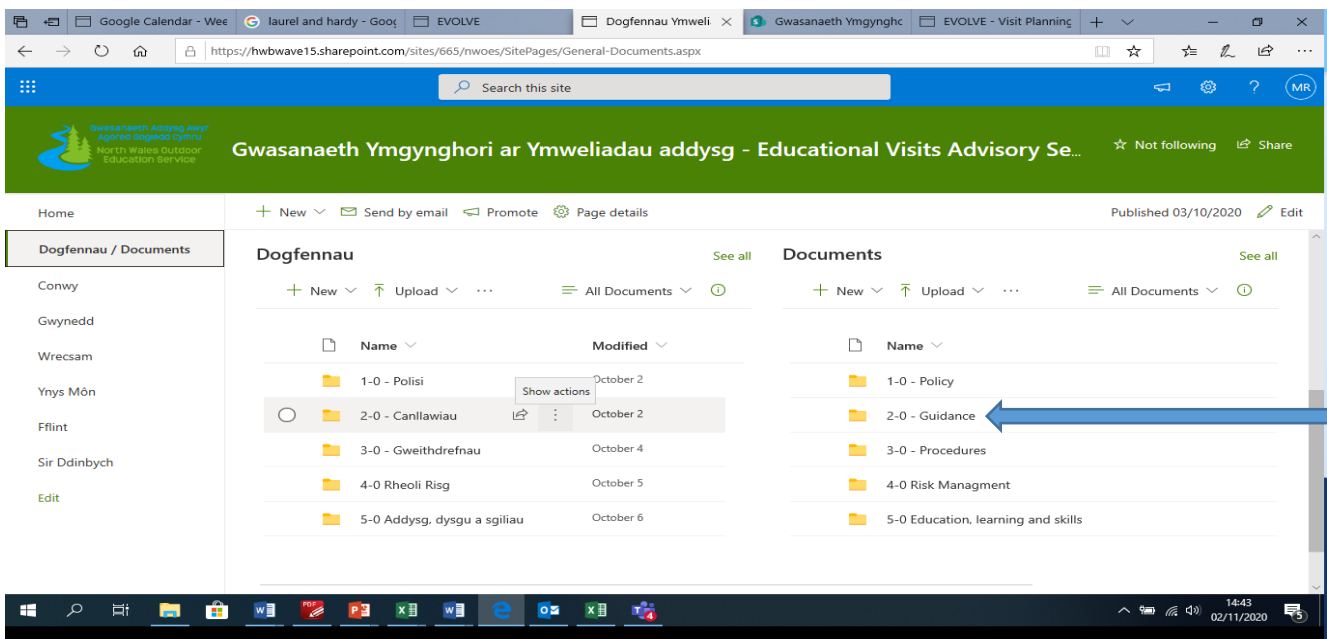 Google Calendar - Wee
laurel and hardy - Goog
EVOLVE
Dogfennau Ymweli
Gwasanaeth Ymgynghc
EVOLVE - Visit Planning
https://hwbwave15.sharepoint.com/sites/665/nwoes/SitePages/General-Documents.aspx
Search this site
MR
Gwasanaeth Addysg Awyr
Agored Gogledd Cymru
North Wales Outdoor
Education Service
Gwasanaeth Ymgynghori ar Ymweliadau addysg - Educational Visits Advisory Se...
Not following
Share
Home
Dogfennau / Documents
Conwy
Gwynedd
Wrecsam
Ynys Môn
Fflint
Sir Ddinbych
Edit
New
Send by email
Promote
Page details
Published 03/10/2020
Edit
Dogfennau
See all
New
Upload
All Documents
Name
Modified
1-0 - Polisi
October 2
Show actions
2-0 - Canllawiau
October 2
3-0 - Gweithdrefnau
October 4
4-0 Rheoli Risg
October 5
5-0 Addysg, dysgu a sgiliau
October 6
Documents
See all
New
Upload
All Documents
Name
1-0 - Policy
2-0 - Guidance
3-0 - Procedures
4-0 Risk Managment
5-0 Education, learning and skills
14:43
02/11/2020